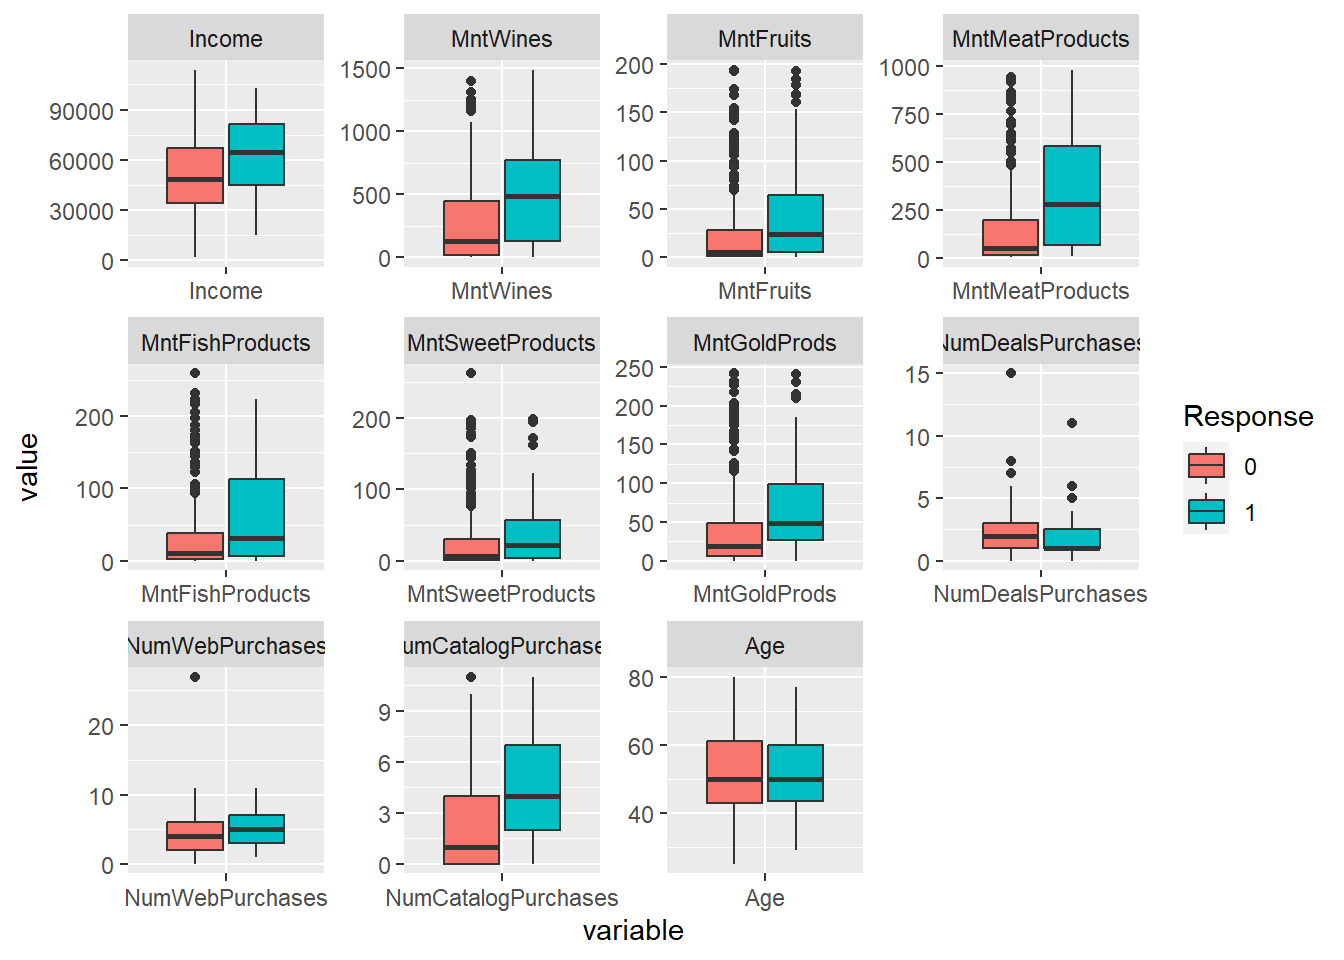 Income
MntWines
MntFruits
MntMeatProducts
90000
60000
30000
0
1500
1000
500
0
200
150
100
50
0
1000
750
500
250
0
Income
MntWines
MntFruits
MntMeatProducts
MntFishProducts
MntSweetProducts
MntGoldProds
NumDealsPurchases
200
100
0
200
100
0
250
200
150
100
50
0
15
10
5
0
MntFishProducts
MntSweetProducts
MntGoldProds
NumDealsPurchases
NumWebPurchases
umCatalogPurchase
Age
20
10
0
9
6
3
0
80
60
40
NumWebPurchases
NumCatalogPurchases
Age
value
variable
Response
0
1